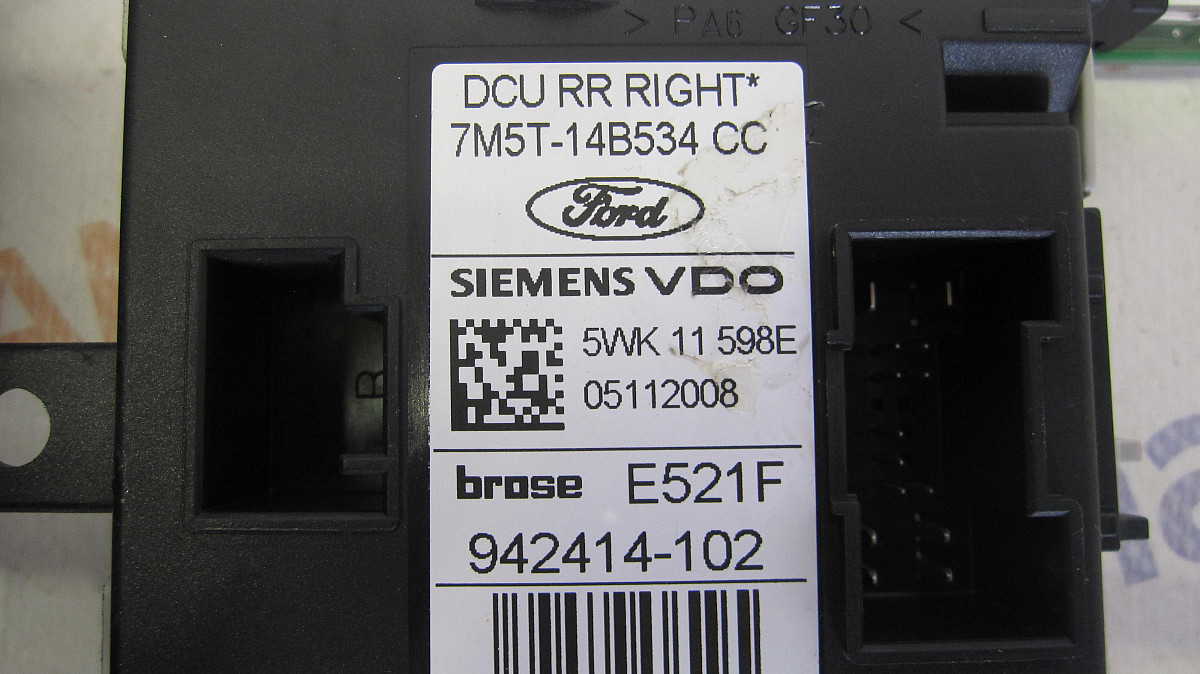 > PA6 GF30 <
DCU RR RIGHT*
7M5T-14B534 CC
Ford
SIEMENS VDO
5WK 11 598E
05112008
B
brose E521F
942414-102